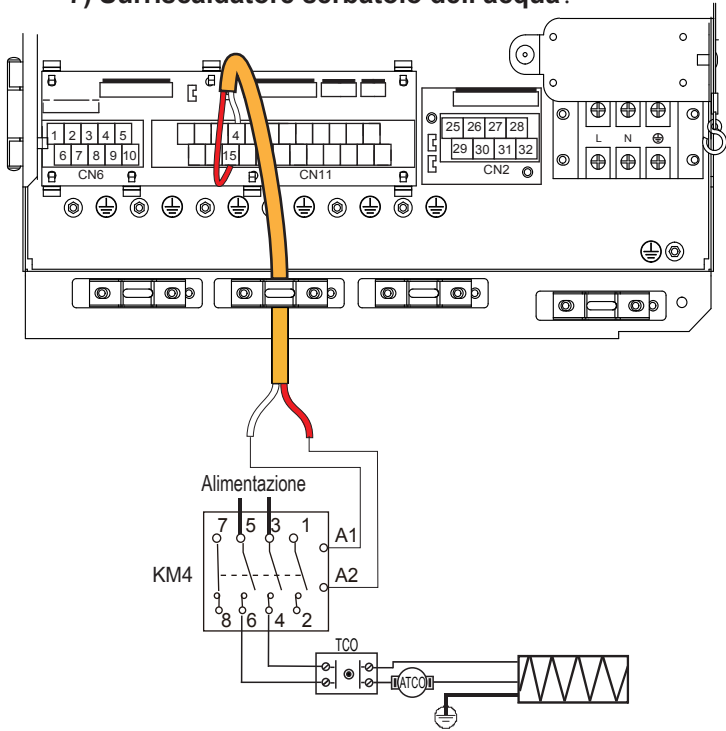 Surriscaldatore serbatoio dell'acqua:
1 2 3 4 5
6 7 8 9 10
CN6
4
15
CN11
25 26 27 28
29 30 31 32
CN2
L N
Alimentazione
7 5 3 1
A1
KM4
A2
8 6 4 2
TCO
ATCO